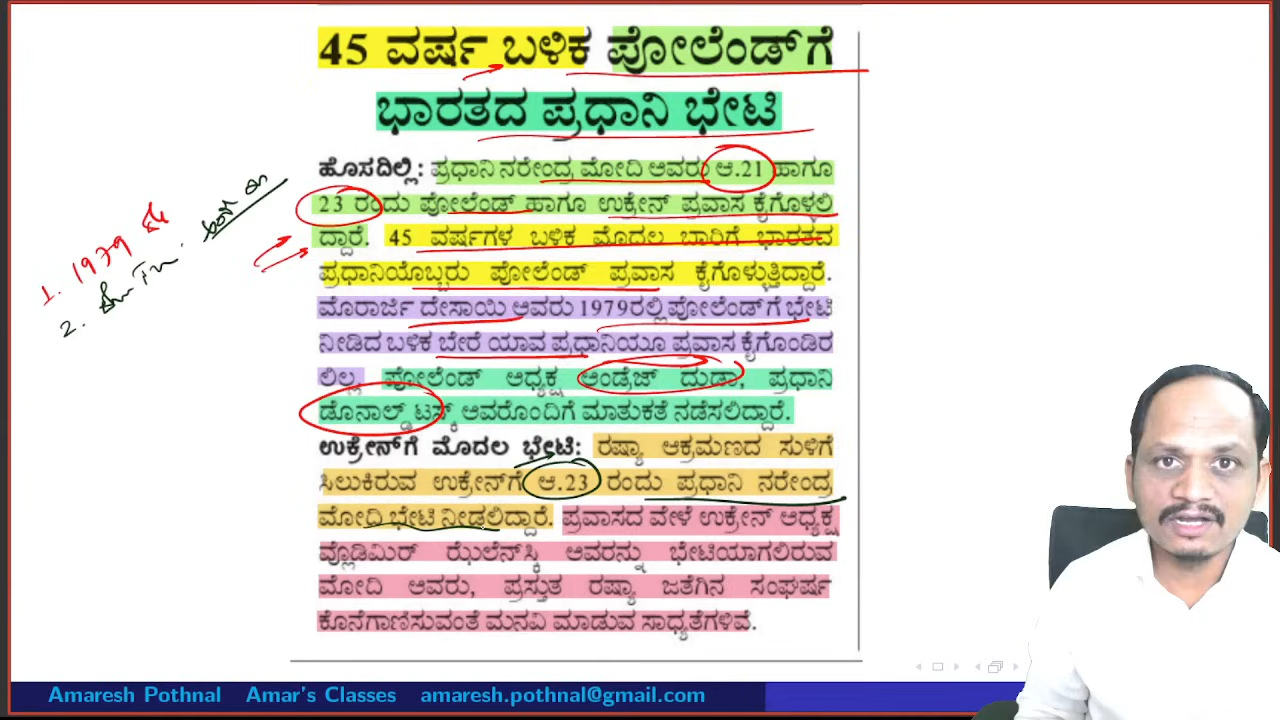 45 ವರ್ಷ ಬಳಿಕ ಪೋಲೆಂಡ್‌ಗೆ
ಭಾರತದ ಪ್ರಧಾನಿ ಭೇಟಿ
ಹೊಸದಿಲ್ಲಿ: ಪ್ರಧಾನಿ ನರೇಂದ್ರ ಮೋದಿ ಅವರು ಆ.21 ಹಾಗೂ
23 ರಂದು ಪೋಲೆಂಡ್ ಹಾಗೂ ಉಕ್ರೇನ್ ಪ್ರವಾಸ ಕೈಗೊಳ್ಳಲಿ
ದ್ದಾರೆ. 45 ವರ್ಷಗಳ ಬಳಿಕ ಮೊದಲ ಬಾರಿಗೆ ಭಾರತದ
ಪ್ರಧಾನಿಯೊಬ್ಬರು ಪೋಲೆಂಡ್ ಪ್ರವಾಸ ಕೈಗೊಳ್ಳುತ್ತಿದ್ದಾರೆ.
ಮೊರಾರ್ಜಿ ದೇಸಾಯಿ ಅವರು 1979ರಲ್ಲಿ ಪೋಲೆಂಡ್‌ಗೆ ಭೇಟಿ
ನೀಡಿದ ಬಳಿಕ ಬೇರೆ ಯಾವ ಪ್ರಧಾನಿಯೂ ಪ್ರವಾಸ ಕೈಗೊಂಡಿರ
ಲಿಲ್ಲ. ಪೋಲೆಂಡ್ ಅಧ್ಯಕ್ಷ ಆಂಡ್ರೆಜ್ ದುಡಾ, ಪ್ರಧಾನಿ
ಡೊನಾಲ್ಡ್ ಟಸ್ಕ್ ಅವರೊಂದಿಗೆ ಮಾತುಕತೆ ನಡೆಸಲಿದ್ದಾರೆ.
ಉಕ್ರೇನ್‌ಗೆ ಮೊದಲ ಭೇಟಿ: ರಷ್ಯಾ ಆಕ್ರಮಣದ ಸುಳಿಗೆ
ಸಿಲುಕಿರುವ ಉಕ್ರೇನ್‌ಗೆ ಆ.23 ರಂದು ಪ್ರಧಾನಿ ನರೇಂದ್ರ
ಮೋದಿ ಭೇಟಿ ನೀಡಲಿದ್ದಾರೆ. ಪ್ರವಾಸದ ವೇಳೆ ಉಕ್ರೇನ್ ಅಧ್ಯಕ್ಷ
ವ್ಲೊಡಿಮಿರ್ ಝೆಲೆನ್‌ಸ್ಕಿ ಅವರನ್ನು ಭೇಟಿಯಾಗಲಿರುವ
ಮೋದಿ ಅವರು, ಪ್ರಸ್ತುತ ರಷ್ಯಾ ಜತೆಗಿನ ಸಂಘರ್ಷ
ಕೊನೆಗಾಣಿಸುವಂತೆ ಮನವಿ ಮಾಡುವ ಸಾಧ್ಯತೆಗಳಿವೆ.
1. 1979
2.
Amaresh Pothnal Amar's Classes amaresh.pothnal@gmail.com